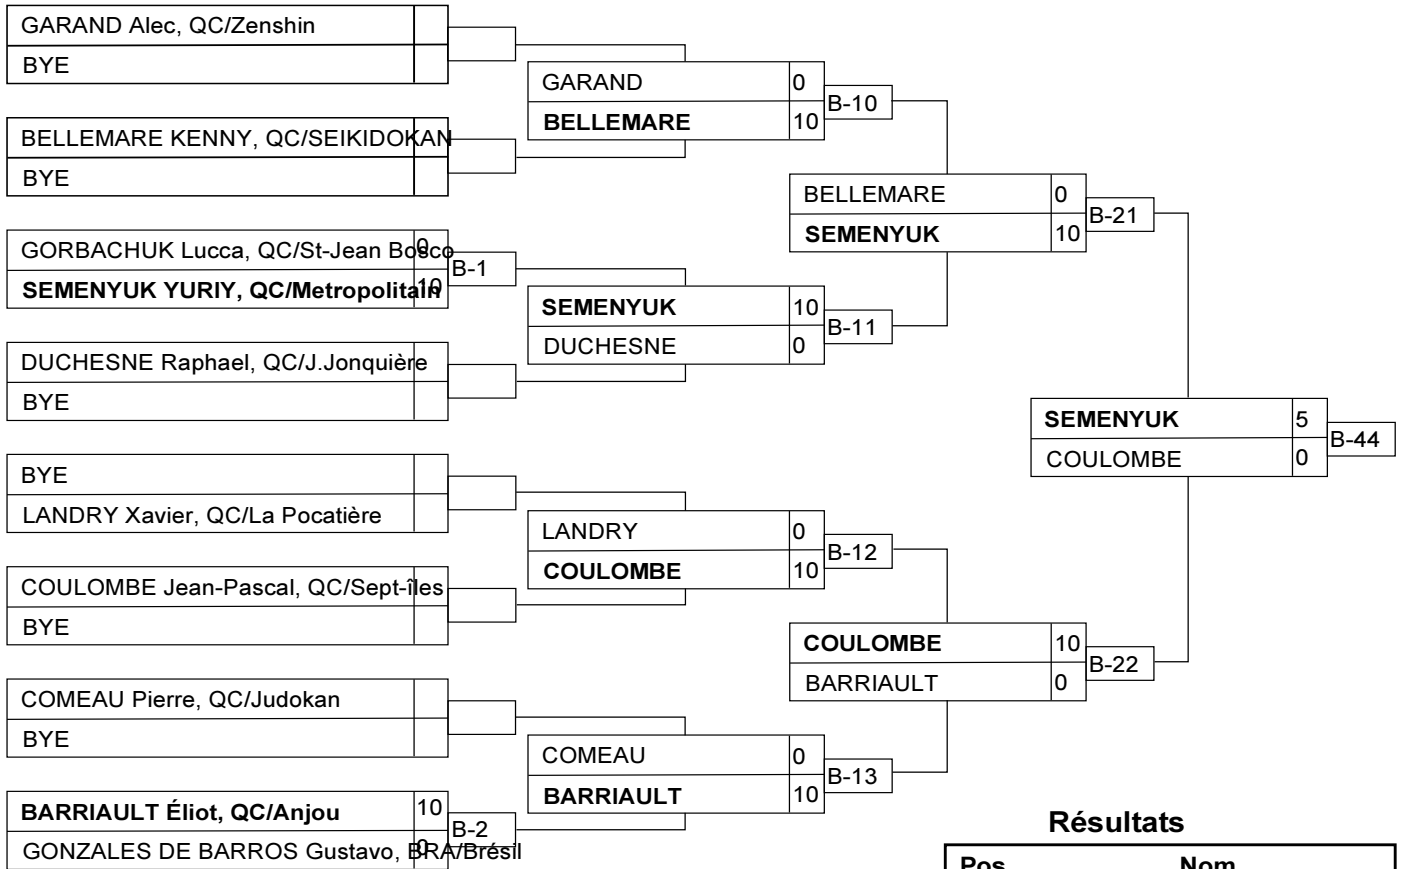 GARAND Alec, QC/Zenshin
BYE
BELLEMARE KENNY, QC/SEIKIDOKAN
BYE
GORBACHUK Lucca, QC/St-Jean Bosco 0
SEMENYUK YURIY, QC/Metropolitain 10
B-1
DUCHESNE Raphael, QC/J.Jonquière
BYE
BYE
LANDRY Xavier, QC/La Pocatière
COULOMBE Jean-Pascal, QC/Sept-îles
BYE
COMEAU Pierre, QC/Judokan
BYE
BARRIAULT Éliot, QC/Anjou 10
GONZALES DE BARROS Gustavo, BRA/Brésil 0
B-2
GARAND 0
BELLEMARE 10
B-10
SEMENYUK 10
DUCHESNE 0
B-11
LANDRY 0
COULOMBE 10
B-12
COMEAU 0
BARRIAULT 10
B-13
BELLEMARE 0
SEMENYUK 10
B-21
COULOMBE 10
BARRIAULT 0
B-22
SEMENYUK 5
COULOMBE 0
B-44
Résultats
Pos Nom